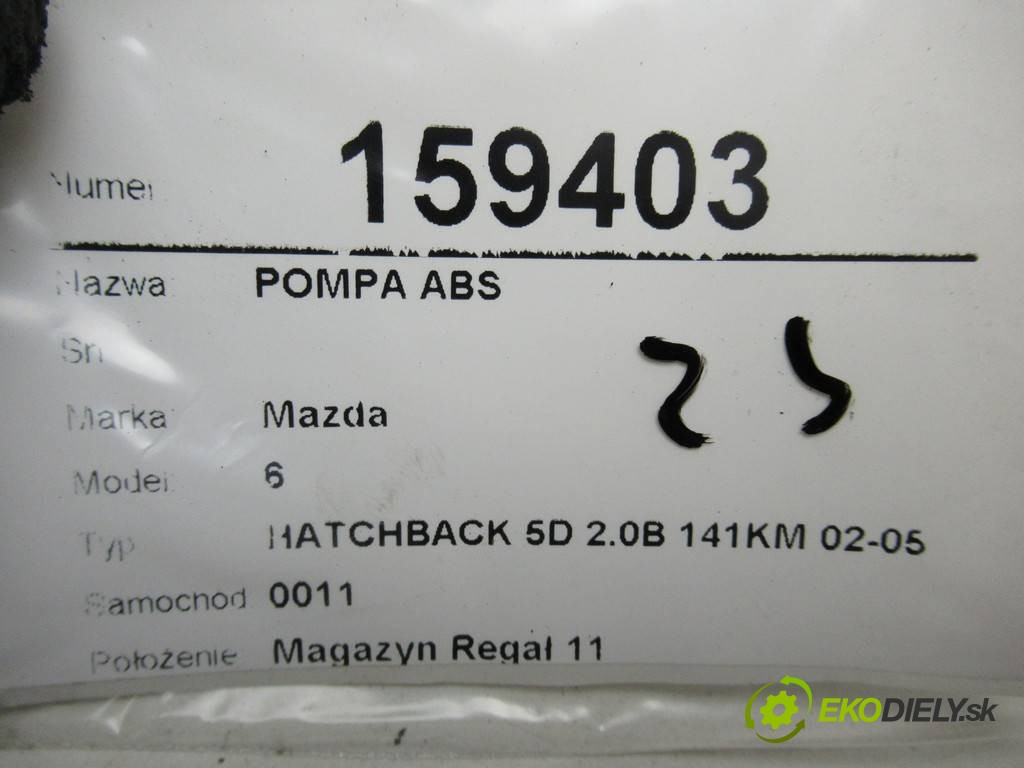 Numer 159403
Nazwa POMPA ABS
Sn
Marka Mazda
Model 6
Typ HATCHBACK 5D 2.0B 141KM 02-05
Samochod 0011
Położenie Magazyn Regał 11
EKODIELY.sk